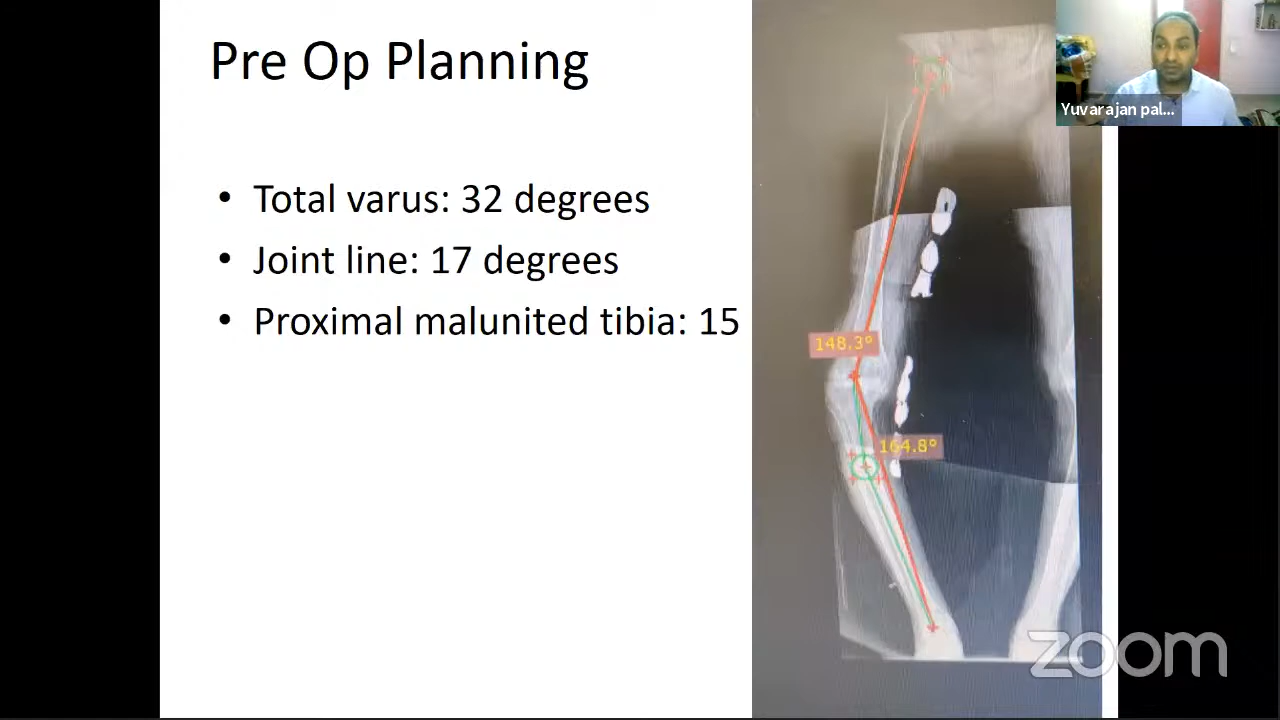 Pre Op Planning
Yuvarajan pal...
• Total varus: 32 degrees
• Joint line: 17 degrees
• Proximal malunited tibia: 15
148.3°
164.8°
zoom